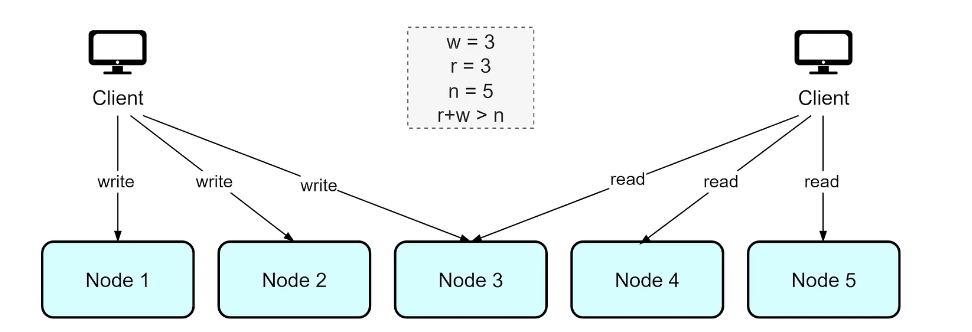 w = 3
r = 3
n = 5
r+w > n
Client
Client
write
write
write
read
read
read
Node 1
Node 2
Node 3
Node 4
Node 5